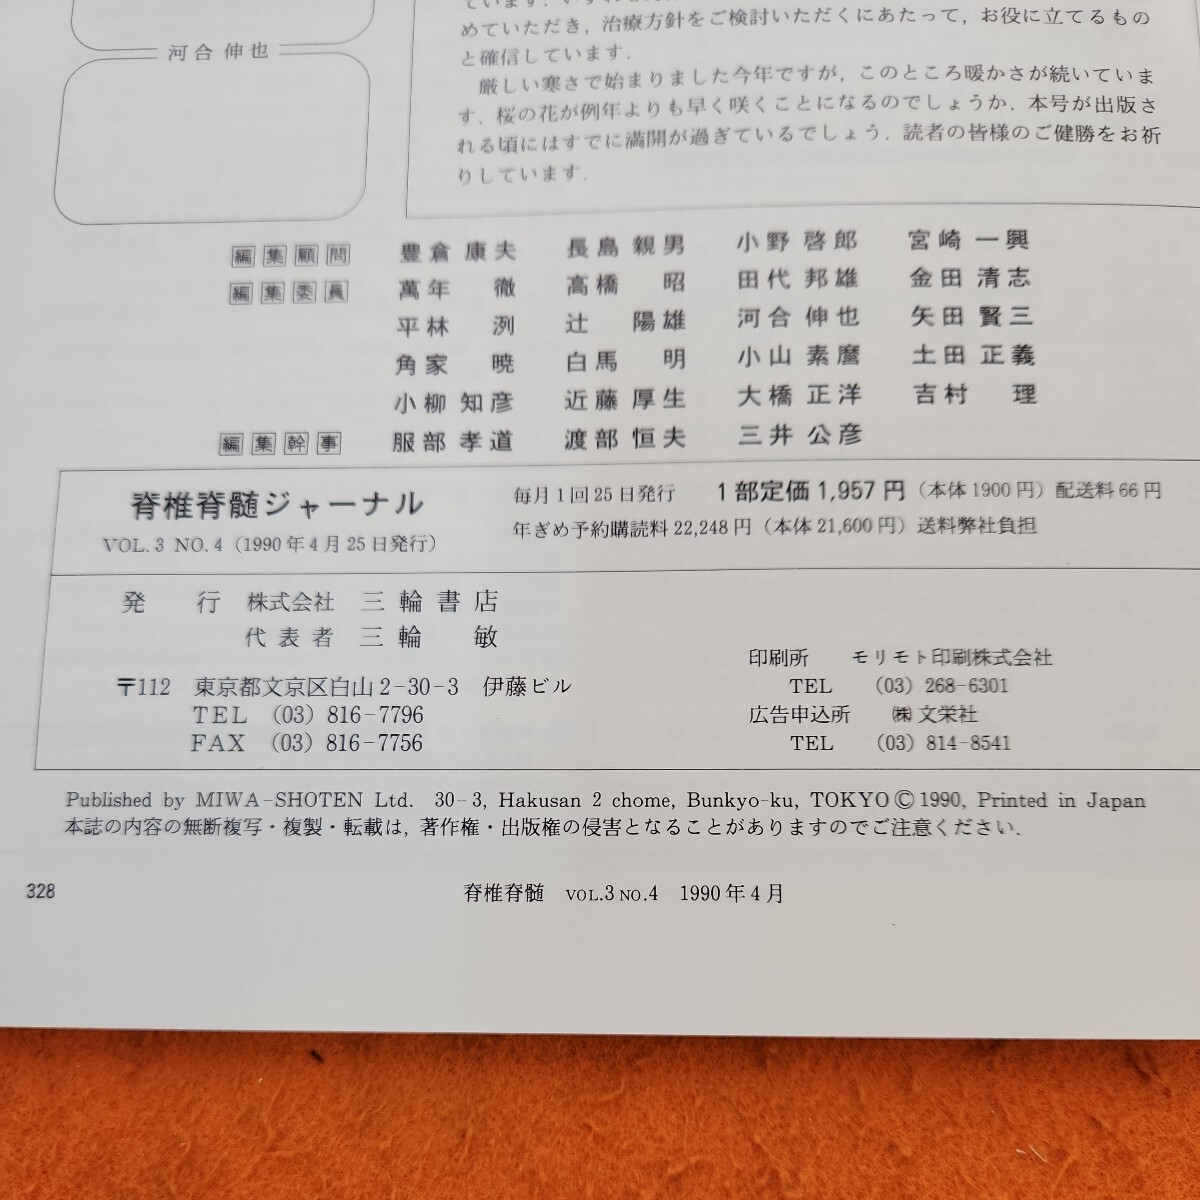 めていただき，治療方針をご検討いただくにあたって，お役に立てるもの
と確信しています．
厳しい寒さで始まりました今年ですが，このところ暖かさが続いていま
す．桜の花が例年よりも早く咲くことになるのでしょうか．本号が出版さ
れる頃にはすでに満開が過ぎているでしょう．読者の皆様のご健勝をお祈
りしています．
河合 伸也
編集顧問 豊倉 康夫 長島 親男 小野 啓郎 宮崎 一興
編集委員 萬年 徹 高橋 昭 田代 邦雄 金田 清志
平林 洌 辻 陽雄 河合 伸也 矢田 賢三
角家 暁 白馬 明 小山 素麿 土田 正義
小柳 知彦 近藤 厚生 大橋 正洋 吉村 理
編集幹事 服部 孝道 渡部 恒夫 三井 公彦
脊椎脊髄ジャーナル
VOL.3 NO.4（1990年4月25日発行）
毎月1回25日発行 1部定価1,957円（本体1900円）配送料66円
年ぎめ予約購読料22,248円（本体21,600円）送料弊社負担
発 行 株式会社 三輪書店
代表者 三輪 敏
〒112 東京都文京区白山2-30-3 伊藤ビル
TEL （03）816-7796
FAX （03）816-7756
印刷所 モリモト印刷株式会社
TEL （03）268-6301
広告申込所 ㈱文栄社
TEL （03）814-8541
Published by MIWA-SHOTEN Ltd. 30-3, Hakusan 2 chome, Bunkyo-ku, TOKYO Ⓒ 1990, Printed in Japan
本誌の内容の無断複写・複製・転載は，著作権・出版権の侵害となることがありますのでご注意ください．
328
脊椎脊髄 VOL.3 NO.4 1990年4月